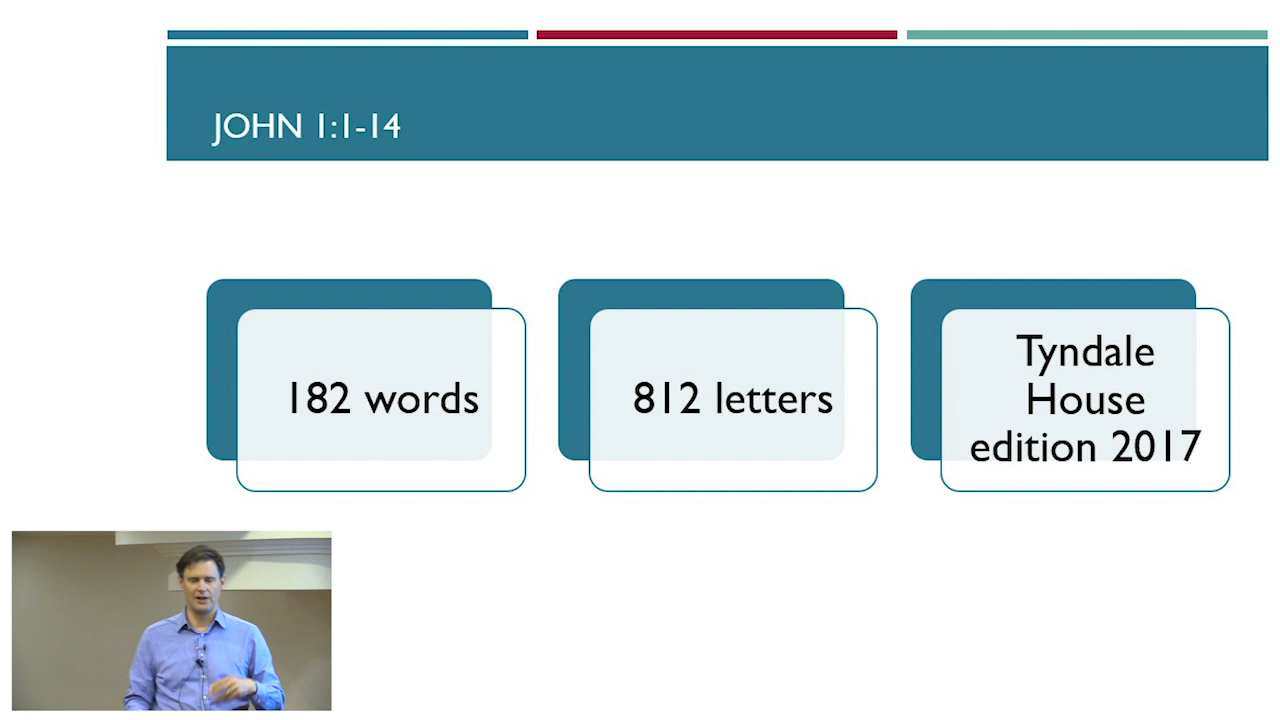 JOHN 1:1-14
182 words
812 letters
Tyndale
House
edition 2017